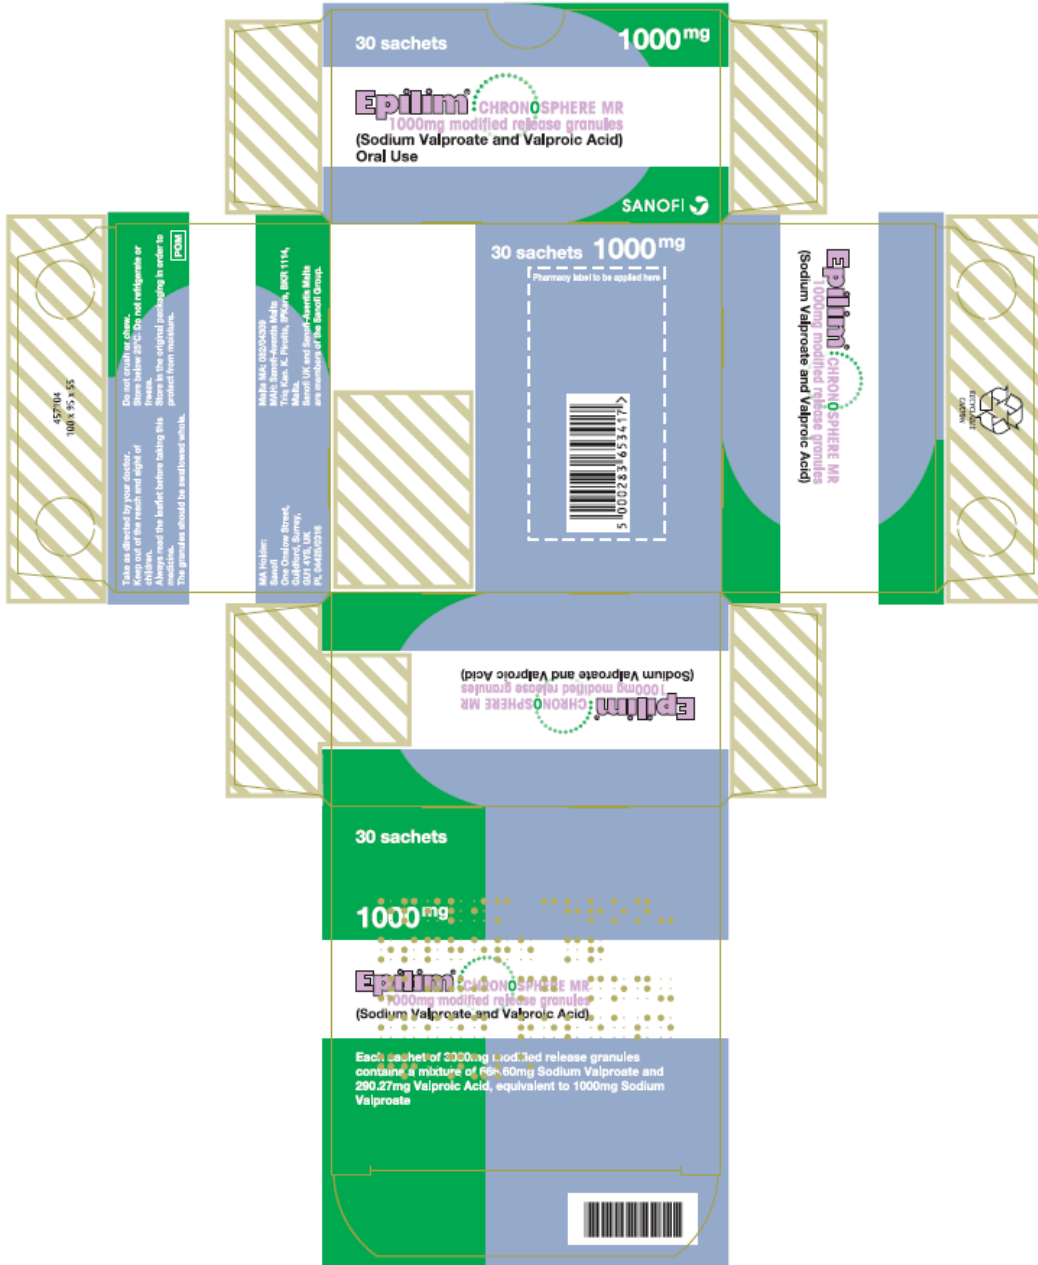 30 sachets
1000mg
Epilim® CHRONOSPHERE MR
1000mg modified release granules
(Sodium Valproate and Valproic Acid)
Oral Use
SANOFI
457104
100 x 95 x 55
Take as directed by your doctor.
Keep out of the reach and sight of
children.
Always read the leaflet before taking this
medicine.
The granules should be swallowed whole.
Do not crush or chew.
Store below 25°C. Do not refrigerate or
freeze.
Store in the original packaging in order to
protect from moisture.
POM
MA Holder:
Sanofi
One Onslow Street,
Guildford, Surrey,
GU1 4YS, UK
PL 04425/0316
Malta MA: 082/04309
MAH: Sanofi-Aventis Malta
Triq Kan. K. Pirotta, B'Kara, BKR 1114,
Malta.
Sanofi UK and Sanofi-Aventis Malta
are members of the Sanofi Group.
30 sachets 1000mg
Pharmacy label to be applied here
5 000283 653417 >
Epilim® CHRONOSPHERE MR
1000mg modified release granules
(Sodium Valproate and Valproic Acid)
RECYCLABLE
CARTON
Epilim® CHRONOSPHERE MR
1000mg modified release granules
(Sodium Valproate and Valproic Acid)
30 sachets
1000mg
Epilim® CHRONOSPHERE MR
1000mg modified release granules
(Sodium Valproate and Valproic Acid)
Each sachet of 3030mg modified release granules
contains a mixture of 666.60mg Sodium Valproate and
290.27mg Valproic Acid, equivalent to 1000mg Sodium
Valproate